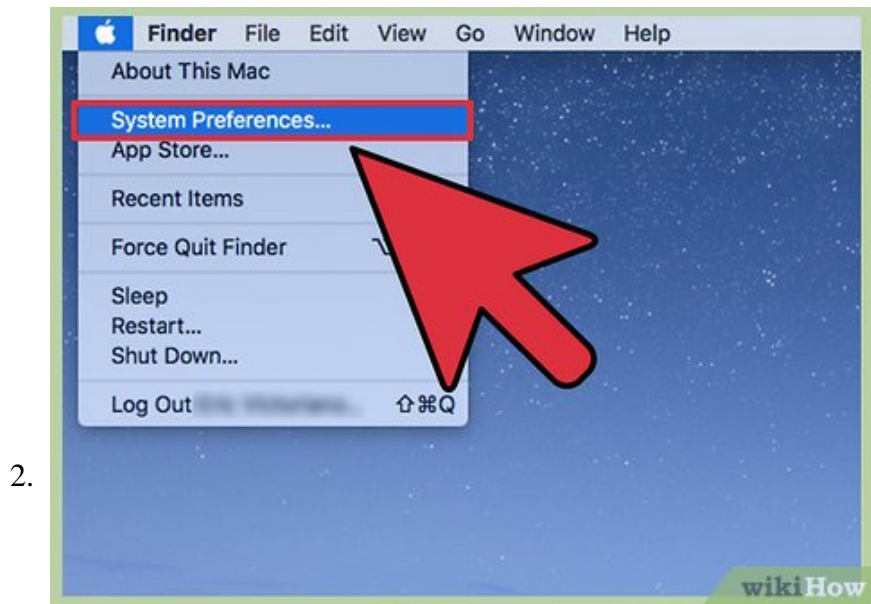 Finder File Edit View Go Window Help
About This Mac
System Preferences...
App Store...
Recent Items
Force Quit Finder ⌥
Sleep
Restart...
Shut Down...
Log Out ⇧⌘Q
2.
wikiHow